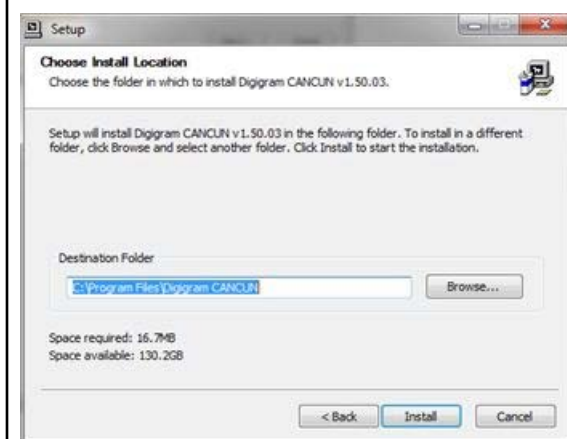 Setup
Choose Install Location
Choose the folder in which to install Digigram CANCUN v1.50.03.
Setup will install Digigram CANCUN v1.50.03 in the following folder. To install in a different
folder, click Browse and select another folder. Click Install to start the installation.
Destination Folder
C:\Program Files\Digigram CANCUN
Browse...
Space required: 16.7MB
Space available: 130.2GB
< Back
Install
Cancel